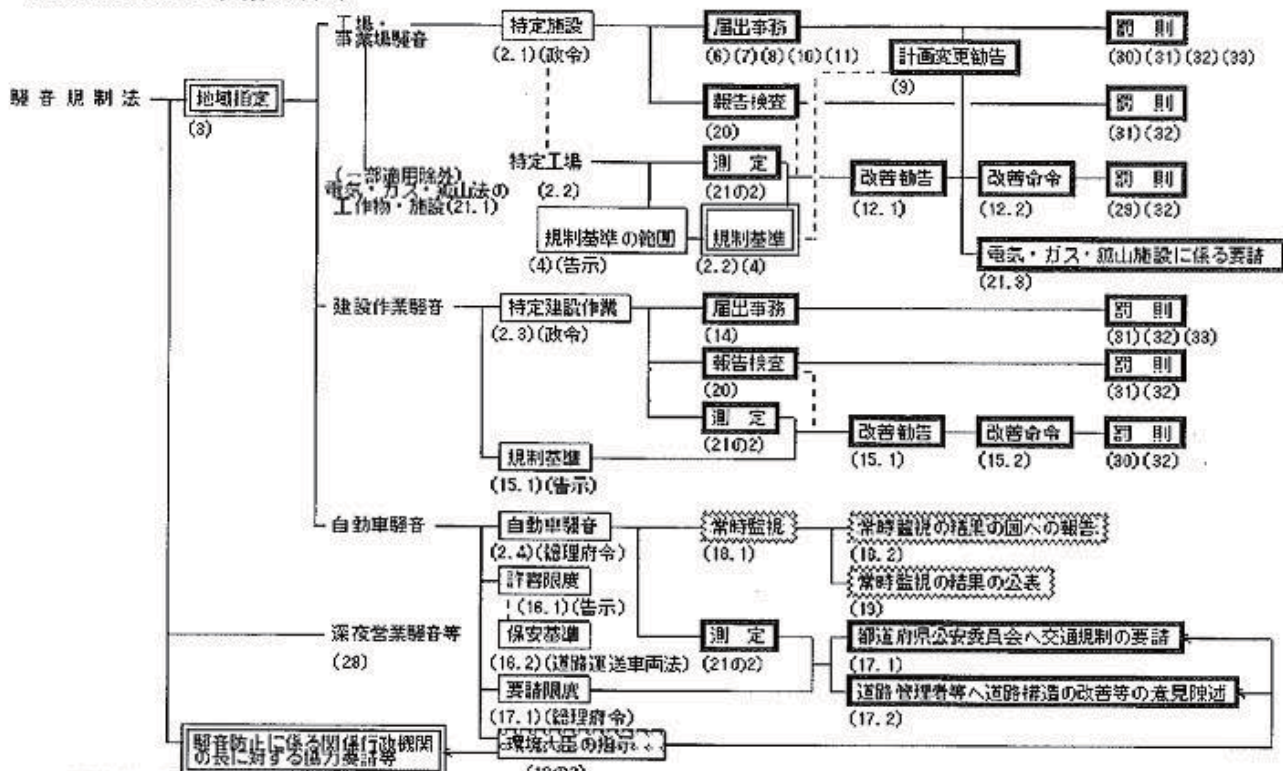 工場・
事業場騒音
特定施設
(2.1)(政令)
届出事務
(6)(7)(8)(10)(11)
計画変更勧告
(9)
罰 則
(30)(31)(32)(33)
騒音規制法
地域指定
(3)
報告検査
(20)
罰 則
(31)(32)
(一部適用除外)
電気・ガス・鉱山法の
工作物・施設(21.1)
特定工場
(2.2)
測 定
(21の2)
改善勧告
(12.1)
改善命令
(12.2)
罰 則
(29)(32)
規制基準の範囲
(4)(告示)
規制基準
(2.2)(4)
電気・ガス・鉱山施設に係る要請
(21.3)
建設作業騒音
特定建設作業
(2.3)(政令)
届出事務
(14)
罰 則
(31)(32)(33)
報告検査
(20)
罰 則
(31)(32)
測 定
(21の2)
改善勧告
(15.1)
改善命令
(15.2)
罰 則
(30)(32)
規制基準
(15.1)(告示)
自動車騒音
自動車騒音
(2.4)(総理府令)
常時監視
(18.1)
常時監視の結果の国への報告
(18.2)
常時監視の結果の公表
(19)
許容限度
(16.1)(告示)
深夜営業騒音等
(28)
保安基準
(16.2)(道路運送車両法)
測 定
(21の2)
都道府県公安委員会へ交通規制の要請
(17.1)
要請限度
(17.1)(総理府令)
道路管理者等へ道路構造の改善等の意見陳述
(17.2)
騒音防止に係る関係行政機関
の長に対する協力要請等
環境大臣の指示